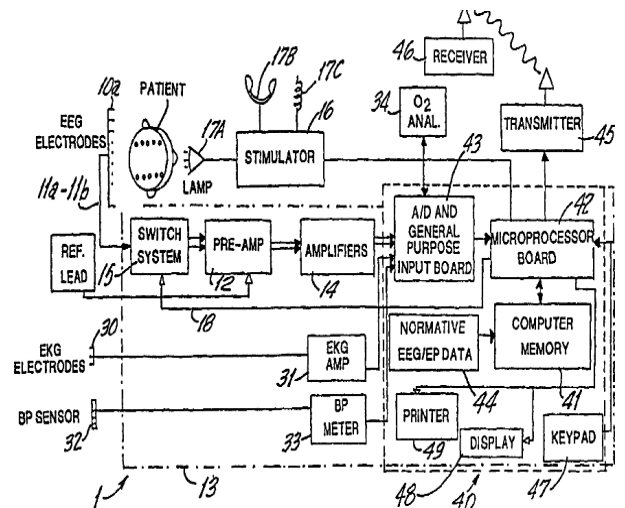 17B
17C
46
RECEIVER
10a
PATIENT
17A
16
34
O2
ANAL.
TRANSMITTER
45
EEG
ELECTRODES
LAMP
STIMULATOR
43
11a-11b
A/D AND
GENERAL
PURPOSE
INPUT BOARD
42
MICROPROCESSOR
BOARD
SWITCH
SYSTEM
PRE-AMP
AMPLIFIERS
REF.
LEAD
15
12
14
18
30
EKG
ELECTRODES
EKG
AMP
31
NORMATIVE
EEG/EP DATA
44
COMPUTER
MEMORY
41
BP SENSOR
32
BP
METER
33
PRINTER
49
DISPLAY
48
KEYPAD
47
1
13
40